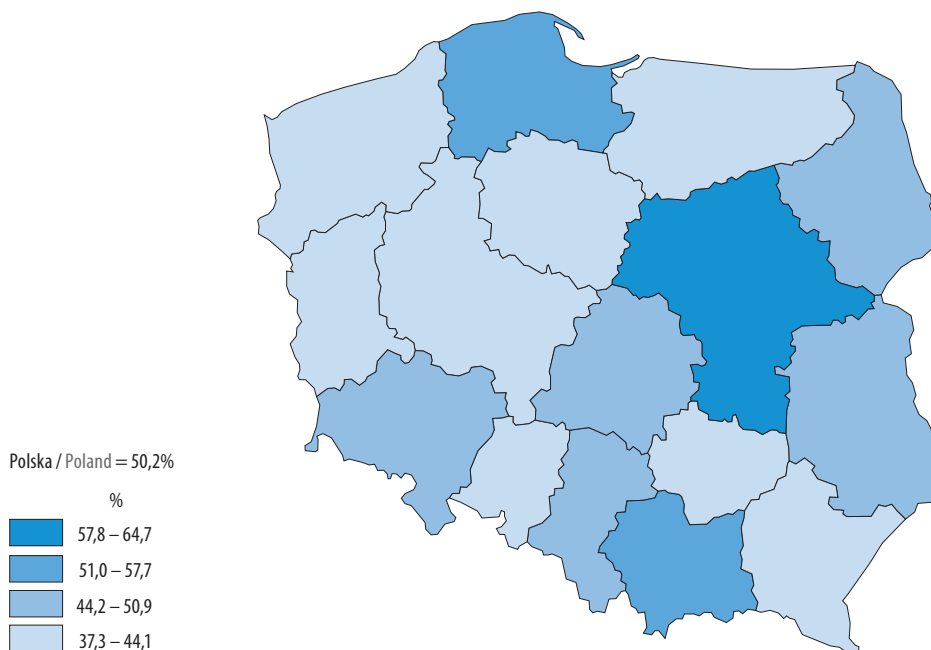 Polska / Poland = 50,2%
%
57,8 – 64,7
51,0 – 57,7
44,2 – 50,9
37,3 – 44,1